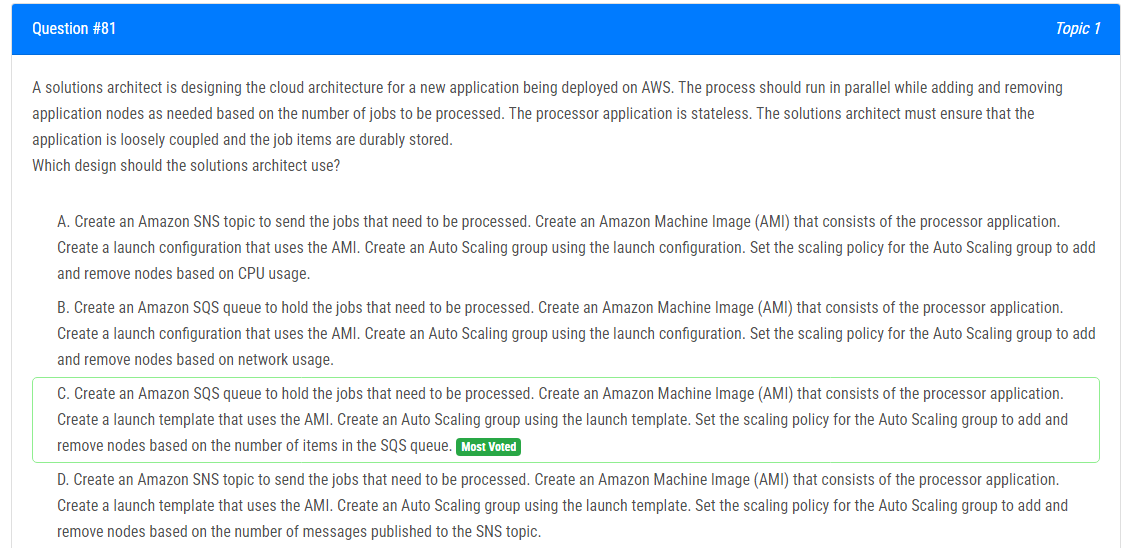 Question #81
Topic 1
A solutions architect is designing the cloud architecture for a new application being deployed on AWS. The process should run in parallel while adding and removing
application nodes as needed based on the number of jobs to be processed. The processor application is stateless. The solutions architect must ensure that the
application is loosely coupled and the job items are durably stored.
Which design should the solutions architect use?
A. Create an Amazon SNS topic to send the jobs that need to be processed. Create an Amazon Machine Image (AMI) that consists of the processor application.
Create a launch configuration that uses the AMI. Create an Auto Scaling group using the launch configuration. Set the scaling policy for the Auto Scaling group to add
and remove nodes based on CPU usage.
B. Create an Amazon SQS queue to hold the jobs that need to be processed. Create an Amazon Machine Image (AMI) that consists of the processor application.
Create a launch configuration that uses the AMI. Create an Auto Scaling group using the launch configuration. Set the scaling policy for the Auto Scaling group to add
and remove nodes based on network usage.
C. Create an Amazon SQS queue to hold the jobs that need to be processed. Create an Amazon Machine Image (AMI) that consists of the processor application.
Create a launch template that uses the AMI. Create an Auto Scaling group using the launch template. Set the scaling policy for the Auto Scaling group to add and
remove nodes based on the number of items in the SQS queue. Most Voted
D. Create an Amazon SNS topic to send the jobs that need to be processed. Create an Amazon Machine Image (AMI) that consists of the processor application.
Create a launch template that uses the AMI. Create an Auto Scaling group using the launch template. Set the scaling policy for the Auto Scaling group to add and
remove nodes based on the number of messages published to the SNS topic.